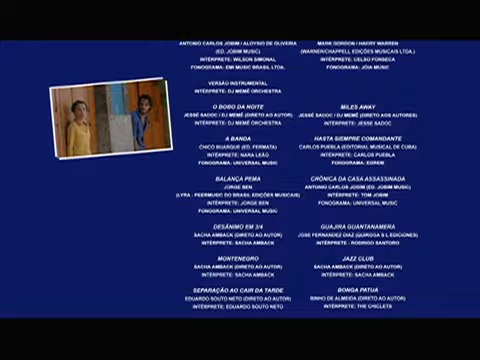 ANTONIO CARLOS JOBIM / ALOYSIO DE OLIVEIRA
(ED. JOBIM MUSIC)
INTÉRPRETE: WILSON SIMONAL
FONOGRAMA: EMI MUSIC BRASIL LTDA.
VERSÃO INSTRUMENTAL
INTÉRPRETE: DJ MEMÉ ORCHESTRA
O BOBO DA NOITE
JESSÉ SADOC / DJ MEMÉ (DIRETO AO AUTOR)
INTÉRPRETE: DJ MEMÉ ORCHESTRA
A BANDA
CHICO BUARQUE (ED. FERMATA)
INTÉRPRETE: NARA LEÃO
FONOGRAMA: UNIVERSAL MUSIC
BALANÇA PEMA
JORGE BEN
(LYRA - PEERMUSIC DO BRASIL EDIÇÕES MUSICAIS)
INTÉRPRETE: JORGE BEN
FONOGRAMA: UNIVERSAL MUSIC
DESÂNIMO EM 3/4
SACHA AMBACK (DIRETO AO AUTOR)
INTÉRPRETE: SACHA AMBACK
MONTENEGRO
SACHA AMBACK (DIRETO AO AUTOR)
INTÉRPRETE: SACHA AMBACK
SEPARAÇÃO AO CAIR DA TARDE
EDUARDO SOUTO NETO (DIRETO AO AUTOR)
INTÉRPRETE: EDUARDO SOUTO NETO
MARK GORDON / HARRY WARREN
(WARNER/CHAPPELL EDIÇÕES MUSICAIS LTDA.)
INTÉRPRETE: CELSO FONSECA
FONOGRAMA: JÓIA MUSIC
MILES AWAY
JESSÉ SADOC / DJ MEMÉ (DIRETO AOS AUTORES)
INTÉRPRETE: JESSÉ SADOC
HASTA SIEMPRE COMANDANTE
CARLOS PUEBLA (EDITORIAL MUSICAL DE CUBA)
INTÉRPRETE: CARLOS PUEBLA
FONOGRAMA: EGREM
CRÔNICA DA CASA ASSASSINADA
ANTONIO CARLOS JOBIM (ED. JOBIM MUSIC)
INTÉRPRETE: TOM JOBIM
FONOGRAMA: UNIVERSAL MUSIC
GUAJIRA GUANTANAMERA
JOSE FERNANDEZ DIAZ (QUIROGA S L EDICIONES)
INTÉRPRETE - RODRIGO SANTORO
JAZZ CLUB
SACHA AMBACK (DIRETO AO AUTOR)
INTÉRPRETE: SACHA AMBACK
BONGA PATUA
BINHO DE ALMEIDA (DIRETO AO AUTOR)
INTÉRPRETE: THE CHICLETS